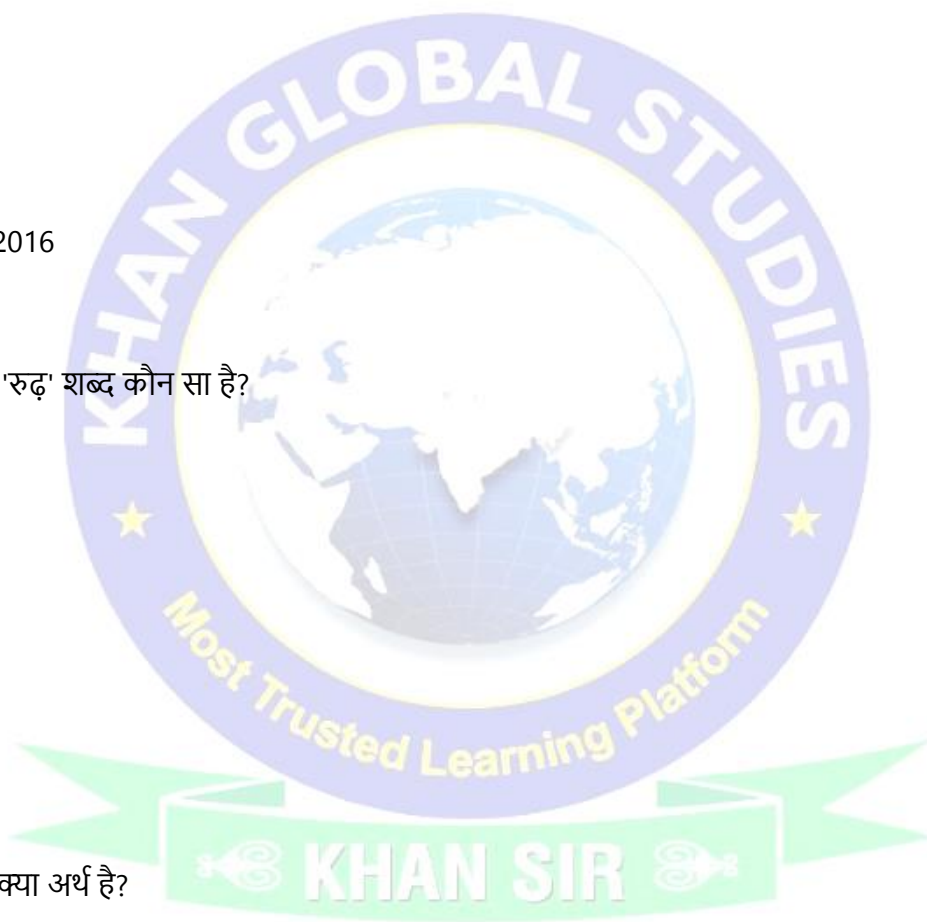 KHAN GLOBAL STUDIES
2016
'रुढ़' शब्द कौन सा है?
Most Trusted Learning Platform
KHAN SIR
क्या अर्थ है?